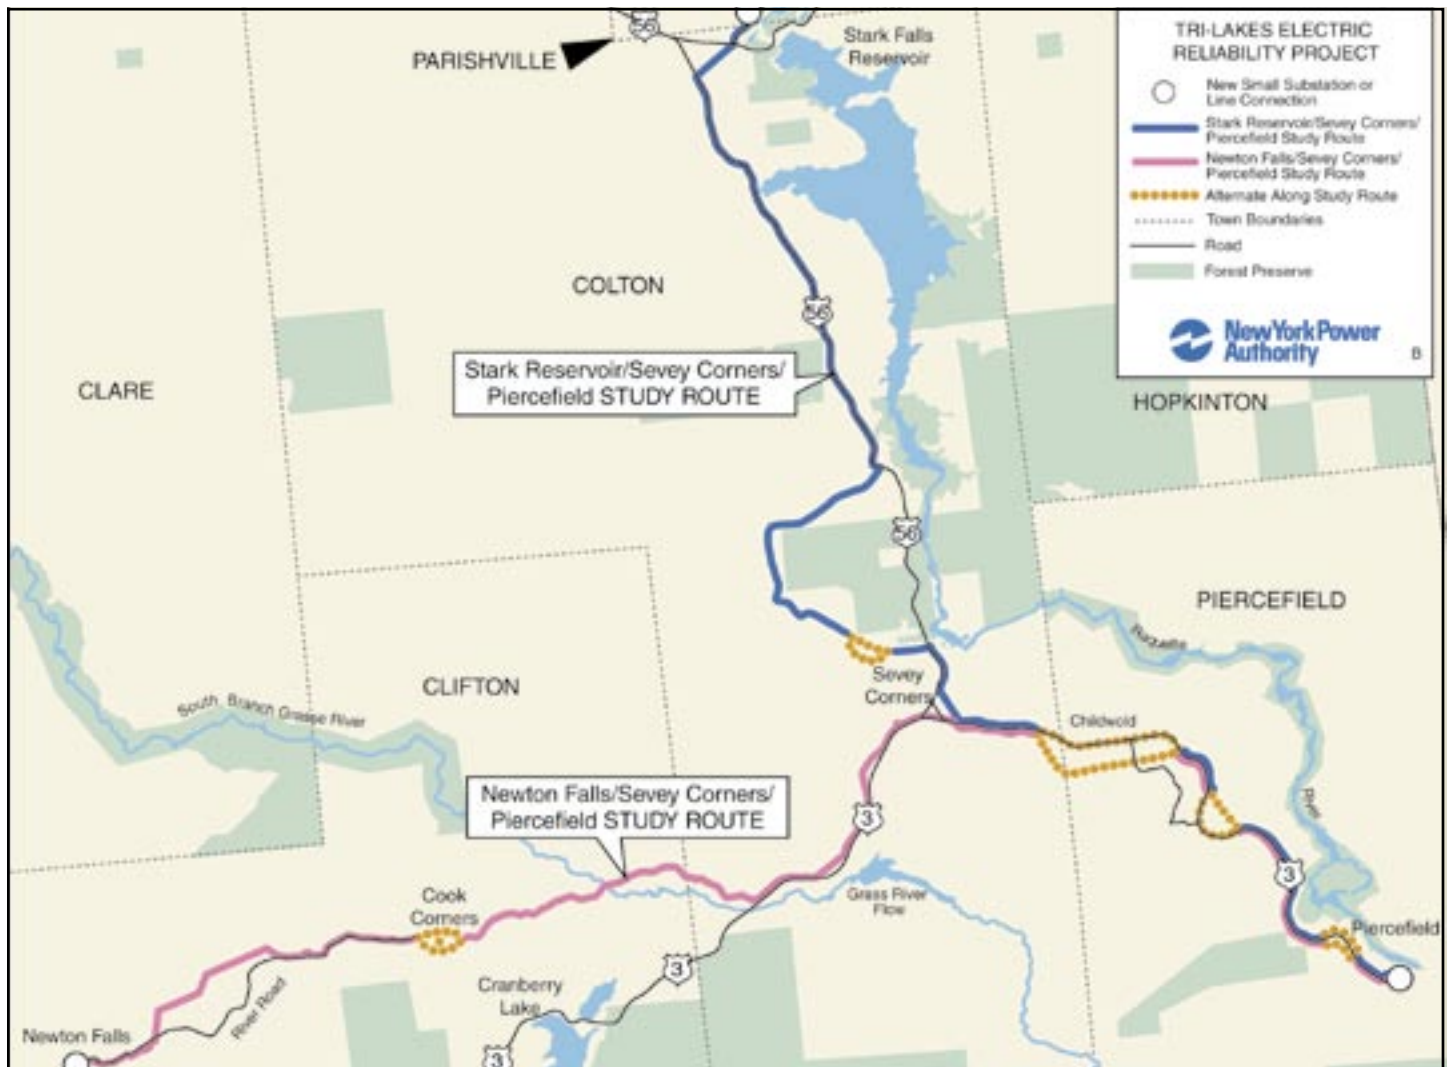 56
PARISHVILLE
Stark Falls
Reservoir
TRI-LAKES ELECTRIC
RELIABILITY PROJECT
New Small Substation or
Line Connection
Stark Reservoir/Sevey Corners/
Piercefield Study Route
Newton Falls/Sevey Corners/
Piercefield Study Route
Alternate Along Study Route
Town Boundaries
Road
Forest Preserve
NewYorkPower
Authority
B
COLTON
56
Stark Reservoir/Sevey Corners/
Piercefield STUDY ROUTE
CLARE
HOPKINTON
56
PIERCEFIELD
Raquette
Sevey
Corners
CLIFTON
South Branch Grasse River
Childwold
Newton Falls/Sevey Corners/
Piercefield STUDY ROUTE
3
River
3
Grass River
Flow
Cook
Corners
Piercefield
3
Cranberry
Lake
River Road
Newton Falls
3